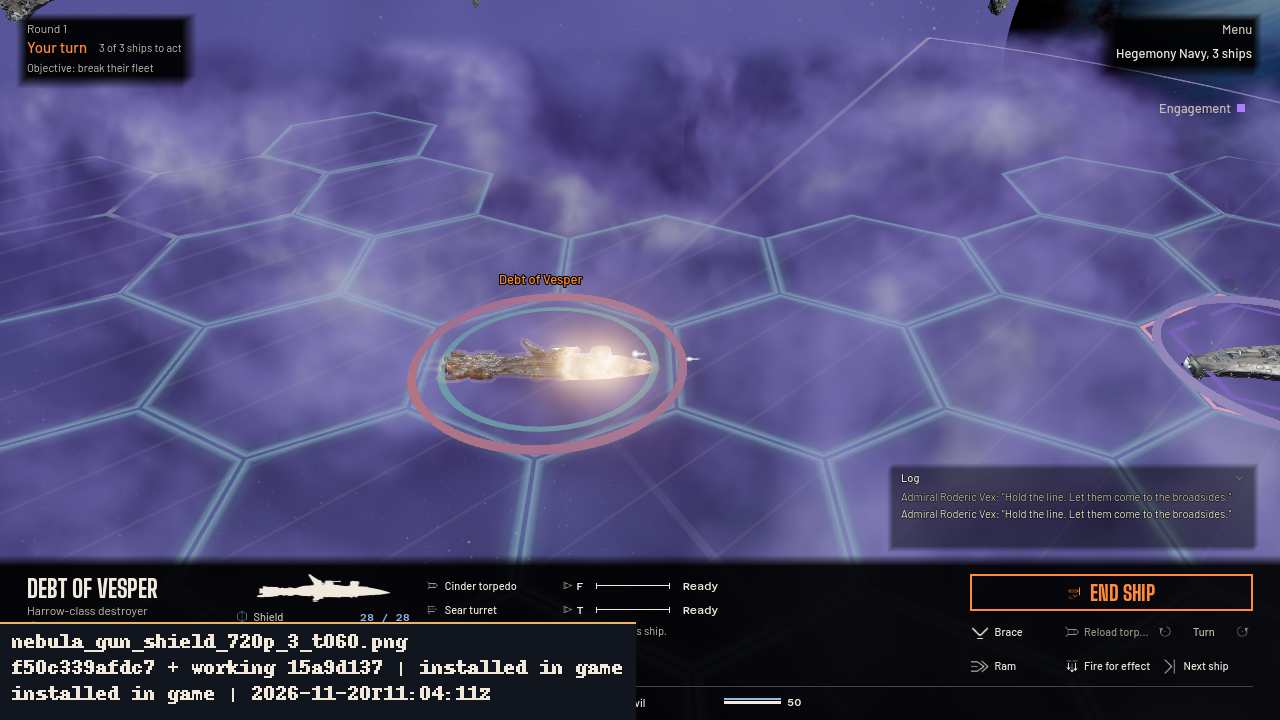 Round 1
Your turn 3 of 3 ships to act
Objective: break their fleet
Menu
Hegemony Navy, 3 ships
Engagement
Debt of Vesper
Log
Admiral Roderic Vex: "Hold the line. Let them come to the broadsides."
Admiral Roderic Vex: "Hold the line. Let them come to the broadsides."
DEBT OF VESPER
Harrow-class destroyer
Shield 28 / 28
Cinder torpedo F Ready
Sear turret T Ready
s ship.
50
END SHIP
Brace
Reload torp...
Turn
Ram
Fire for effect
Next ship
nebula_gun_shield_720p_3_t060.png
f50c339afdc7 + working 15a9d137 | installed in game
installed in game | 2026-11-20T11:04:11Z